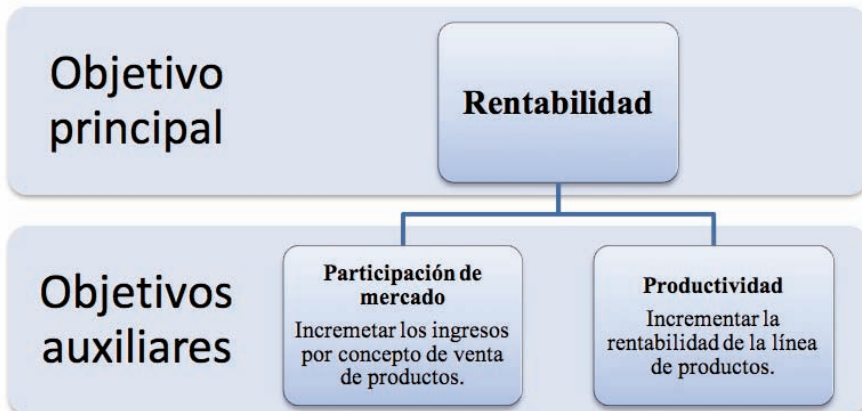 Objetivo
principal
Rentabilidad
Objetivos
auxiliares
Participación de
mercado
Incremetar los ingresos
por concepto de venta
de productos.
Productividad
Incrementar la
rentabilidad de la línea
de productos.